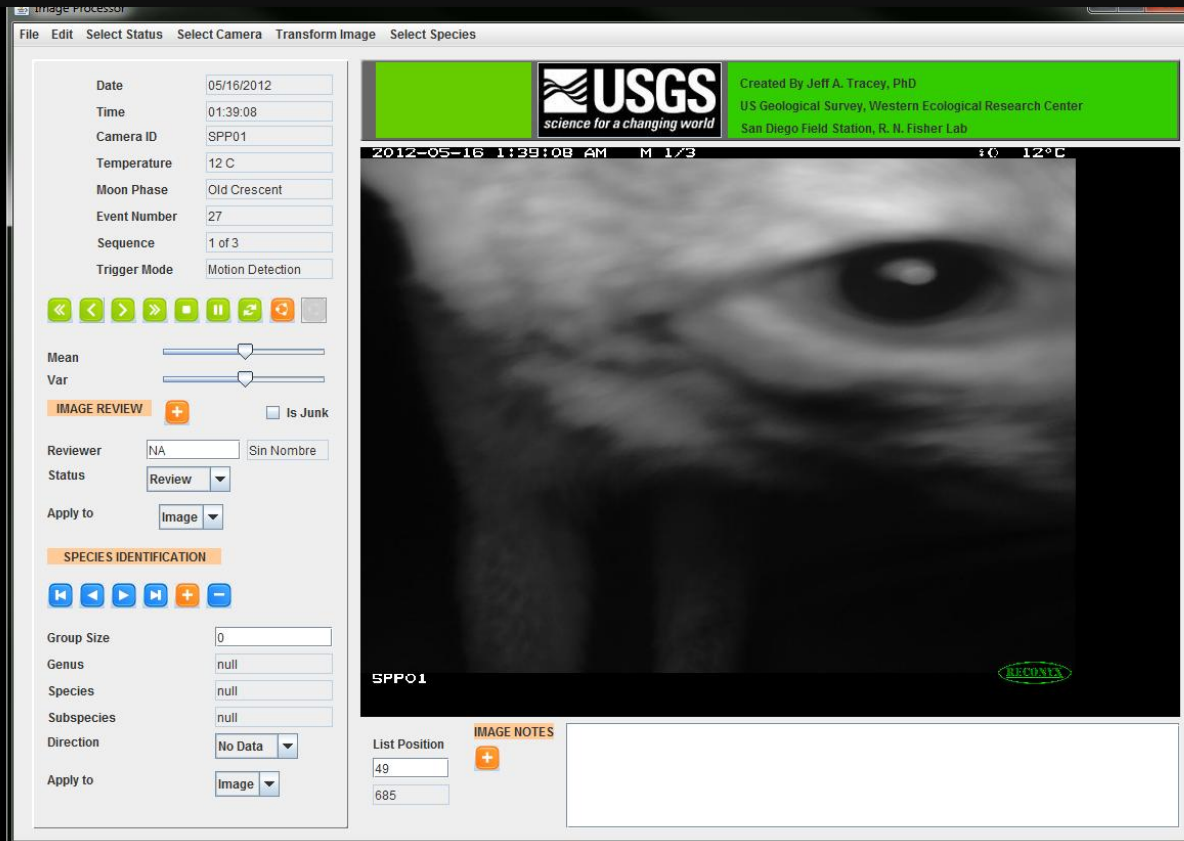 Image Processor
File Edit Select Status Select Camera Transform Image Select Species
Date 05/16/2012
Time 01:39:08
Camera ID SPP01
Temperature 12 C
Moon Phase Old Crescent
Event Number 27
Sequence 1 of 3
Trigger Mode Motion Detection
Mean
Var
IMAGE REVIEW Is Junk
Reviewer NA Sin Nombre
Status Review
Apply to Image
SPECIES IDENTIFICATION
Group Size 0
Genus null
Species null
Subspecies null
Direction No Data
Apply to Image
USGS
science for a changing world
Created By Jeff A. Tracey, PhD
US Geological Survey, Western Ecological Research Center
San Diego Field Station, R. N. Fisher Lab
2012-05-16 1:39:08 AM M 1/3 12°C
SPP01
RECONYX
List Position
49
685
IMAGE NOTES